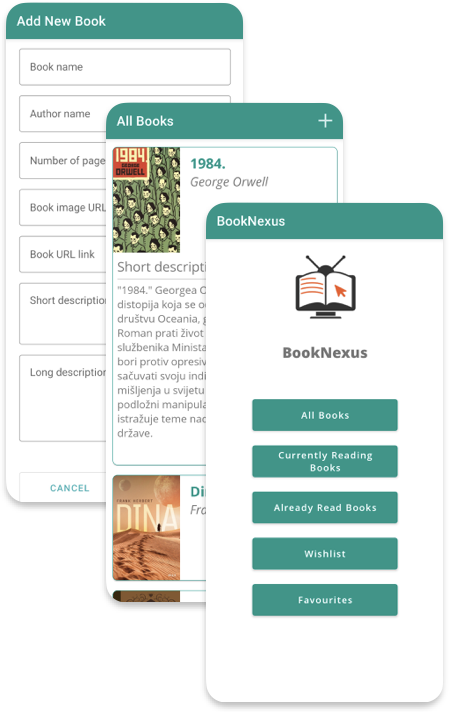 Add New Book
Book name
Author name
Number of page
Book image URL
Book URL link
Short description
Long description
CANCEL
All Books
+
1984.
GEORGE
ORWELL
1984.
George Orwell
Short descripti
"1984." Georgea O
distopija koja se o
društvu Oceania, g
Roman prati život
službenika Minista
bori protiv opresiv
sačuvati svoju indi
mišljenja u svijetu
podložni manipula
istražuje teme nad
države.
FRANK HERBERT
DINA
Di
Fra
BookNexus
BookNexus
All Books
Currently Reading
Books
Already Read Books
Wishlist
Favourites